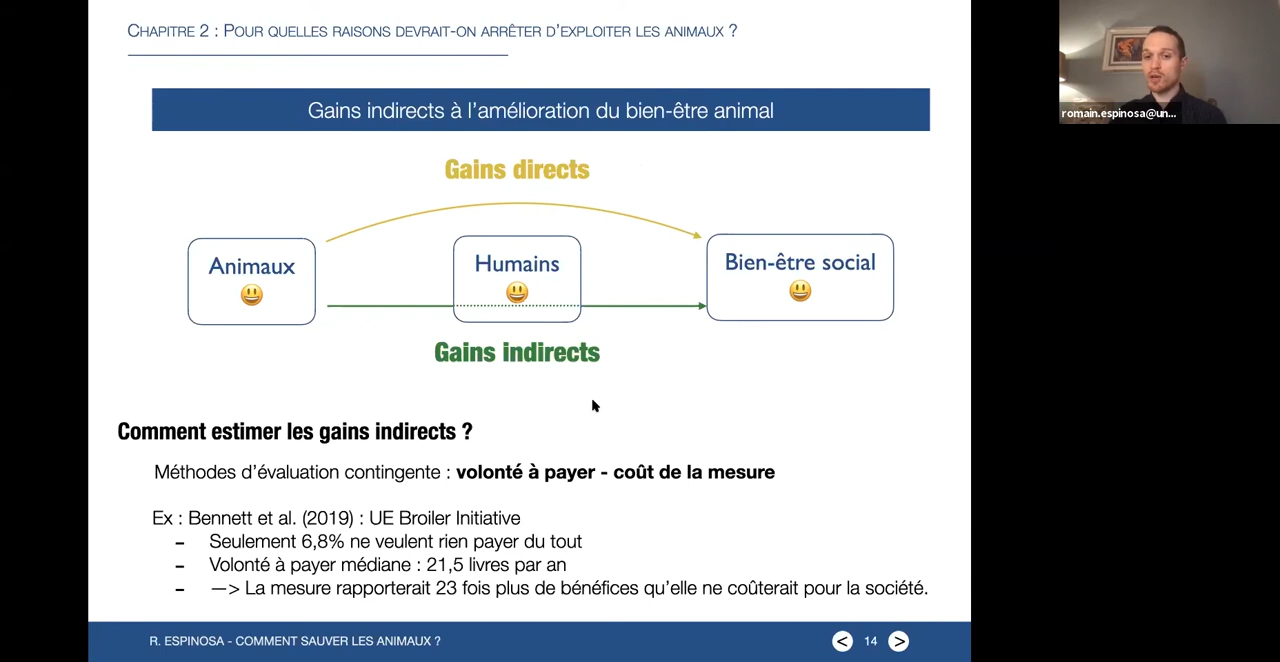 CHAPITRE 2 : POUR QUELLES RAISONS DEVRAIT-ON ARRÊTER D'EXPLOITER LES ANIMAUX ?
romain.espinosa@un...
Gains indirects à l'amélioration du bien-être animal
Gains directs
Animaux
Humains
Bien-être social
Gains indirects
Comment estimer les gains indirects ?
Méthodes d'évaluation contingente : volonté à payer - coût de la mesure
Ex : Bennett et al. (2019) : UE Broiler Initiative
– Seulement 6,8% ne veulent rien payer du tout
– Volonté à payer médiane : 21,5 livres par an
– —> La mesure rapporterait 23 fois plus de bénéfices qu'elle ne coûterait pour la société.
R. ESPINOSA - COMMENT SAUVER LES ANIMAUX ?
< 14 >